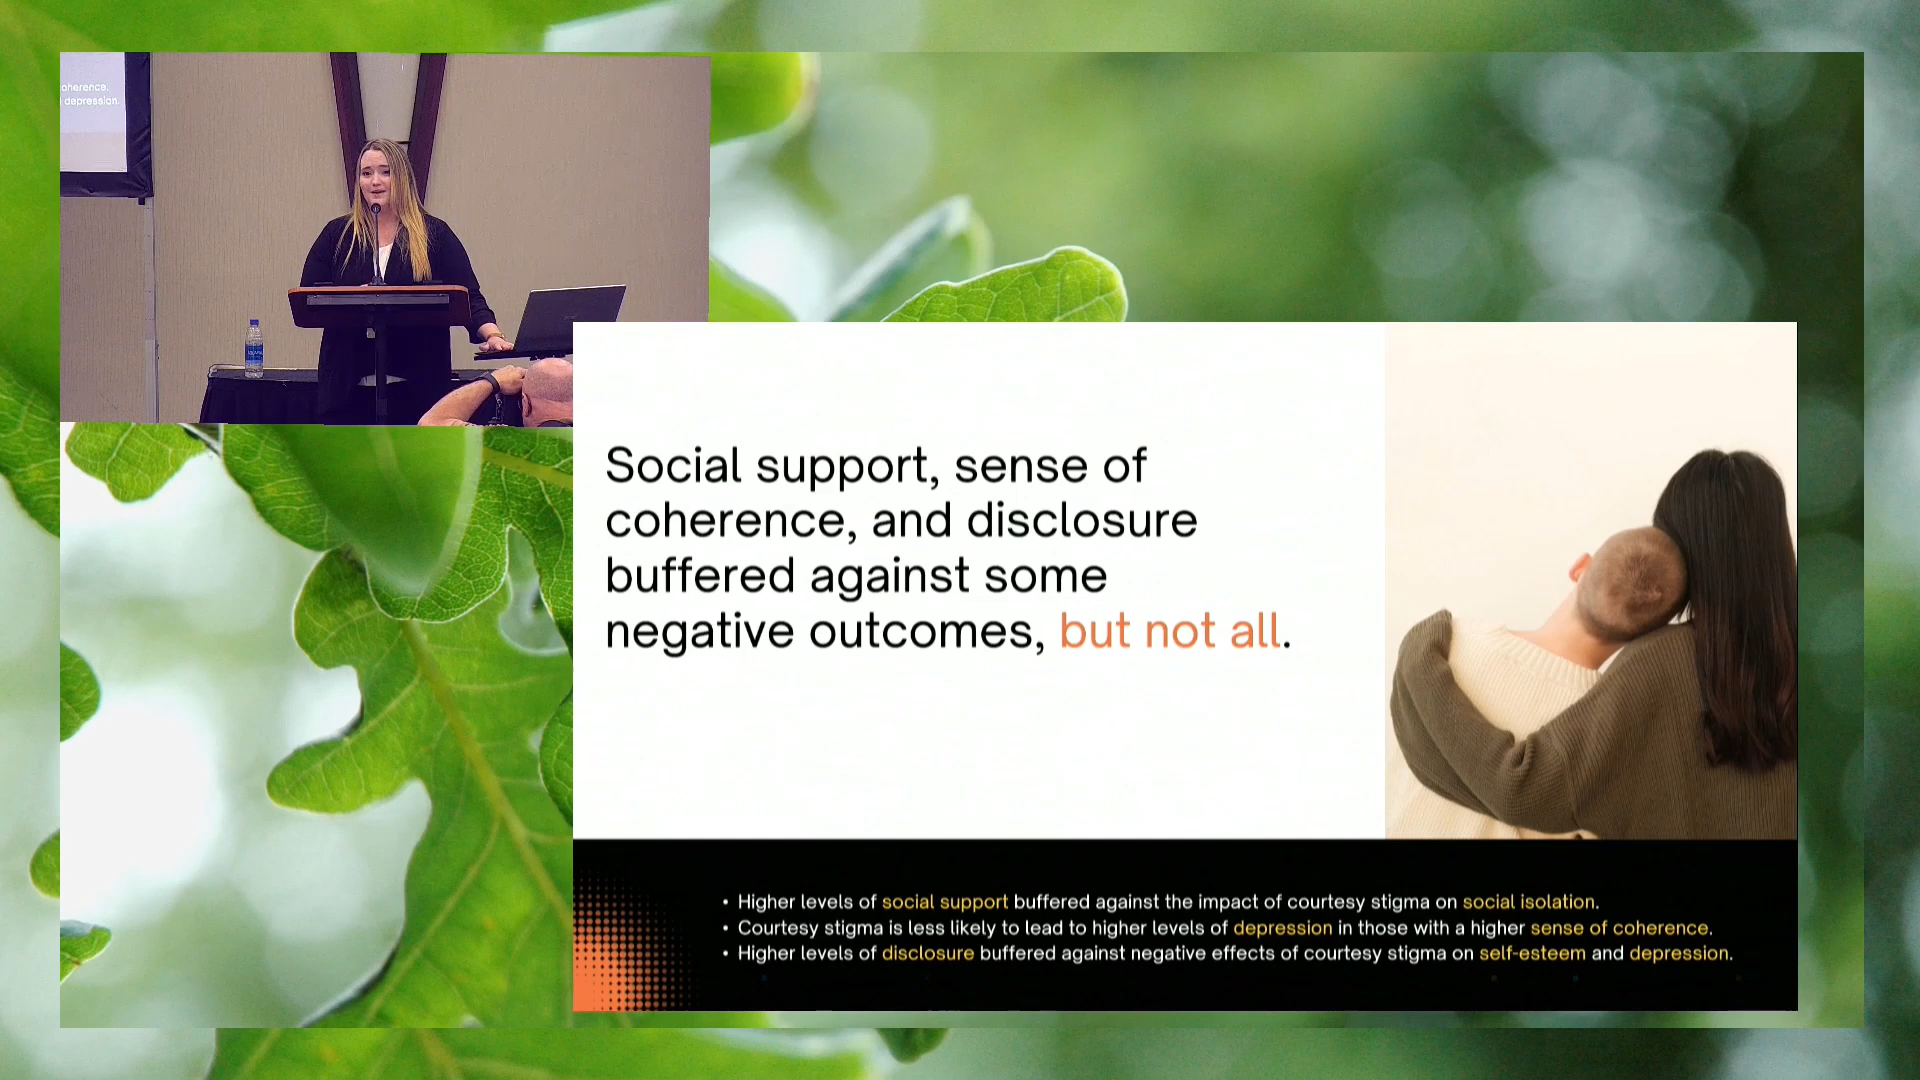 oherence.
depression.
Social support, sense of
coherence, and disclosure
buffered against some
negative outcomes, but not all.
• Higher levels of social support buffered against the impact of courtesy stigma on social isolation.
• Courtesy stigma is less likely to lead to higher levels of depression in those with a higher sense of coherence.
• Higher levels of disclosure buffered against negative effects of courtesy stigma on self-esteem and depression.